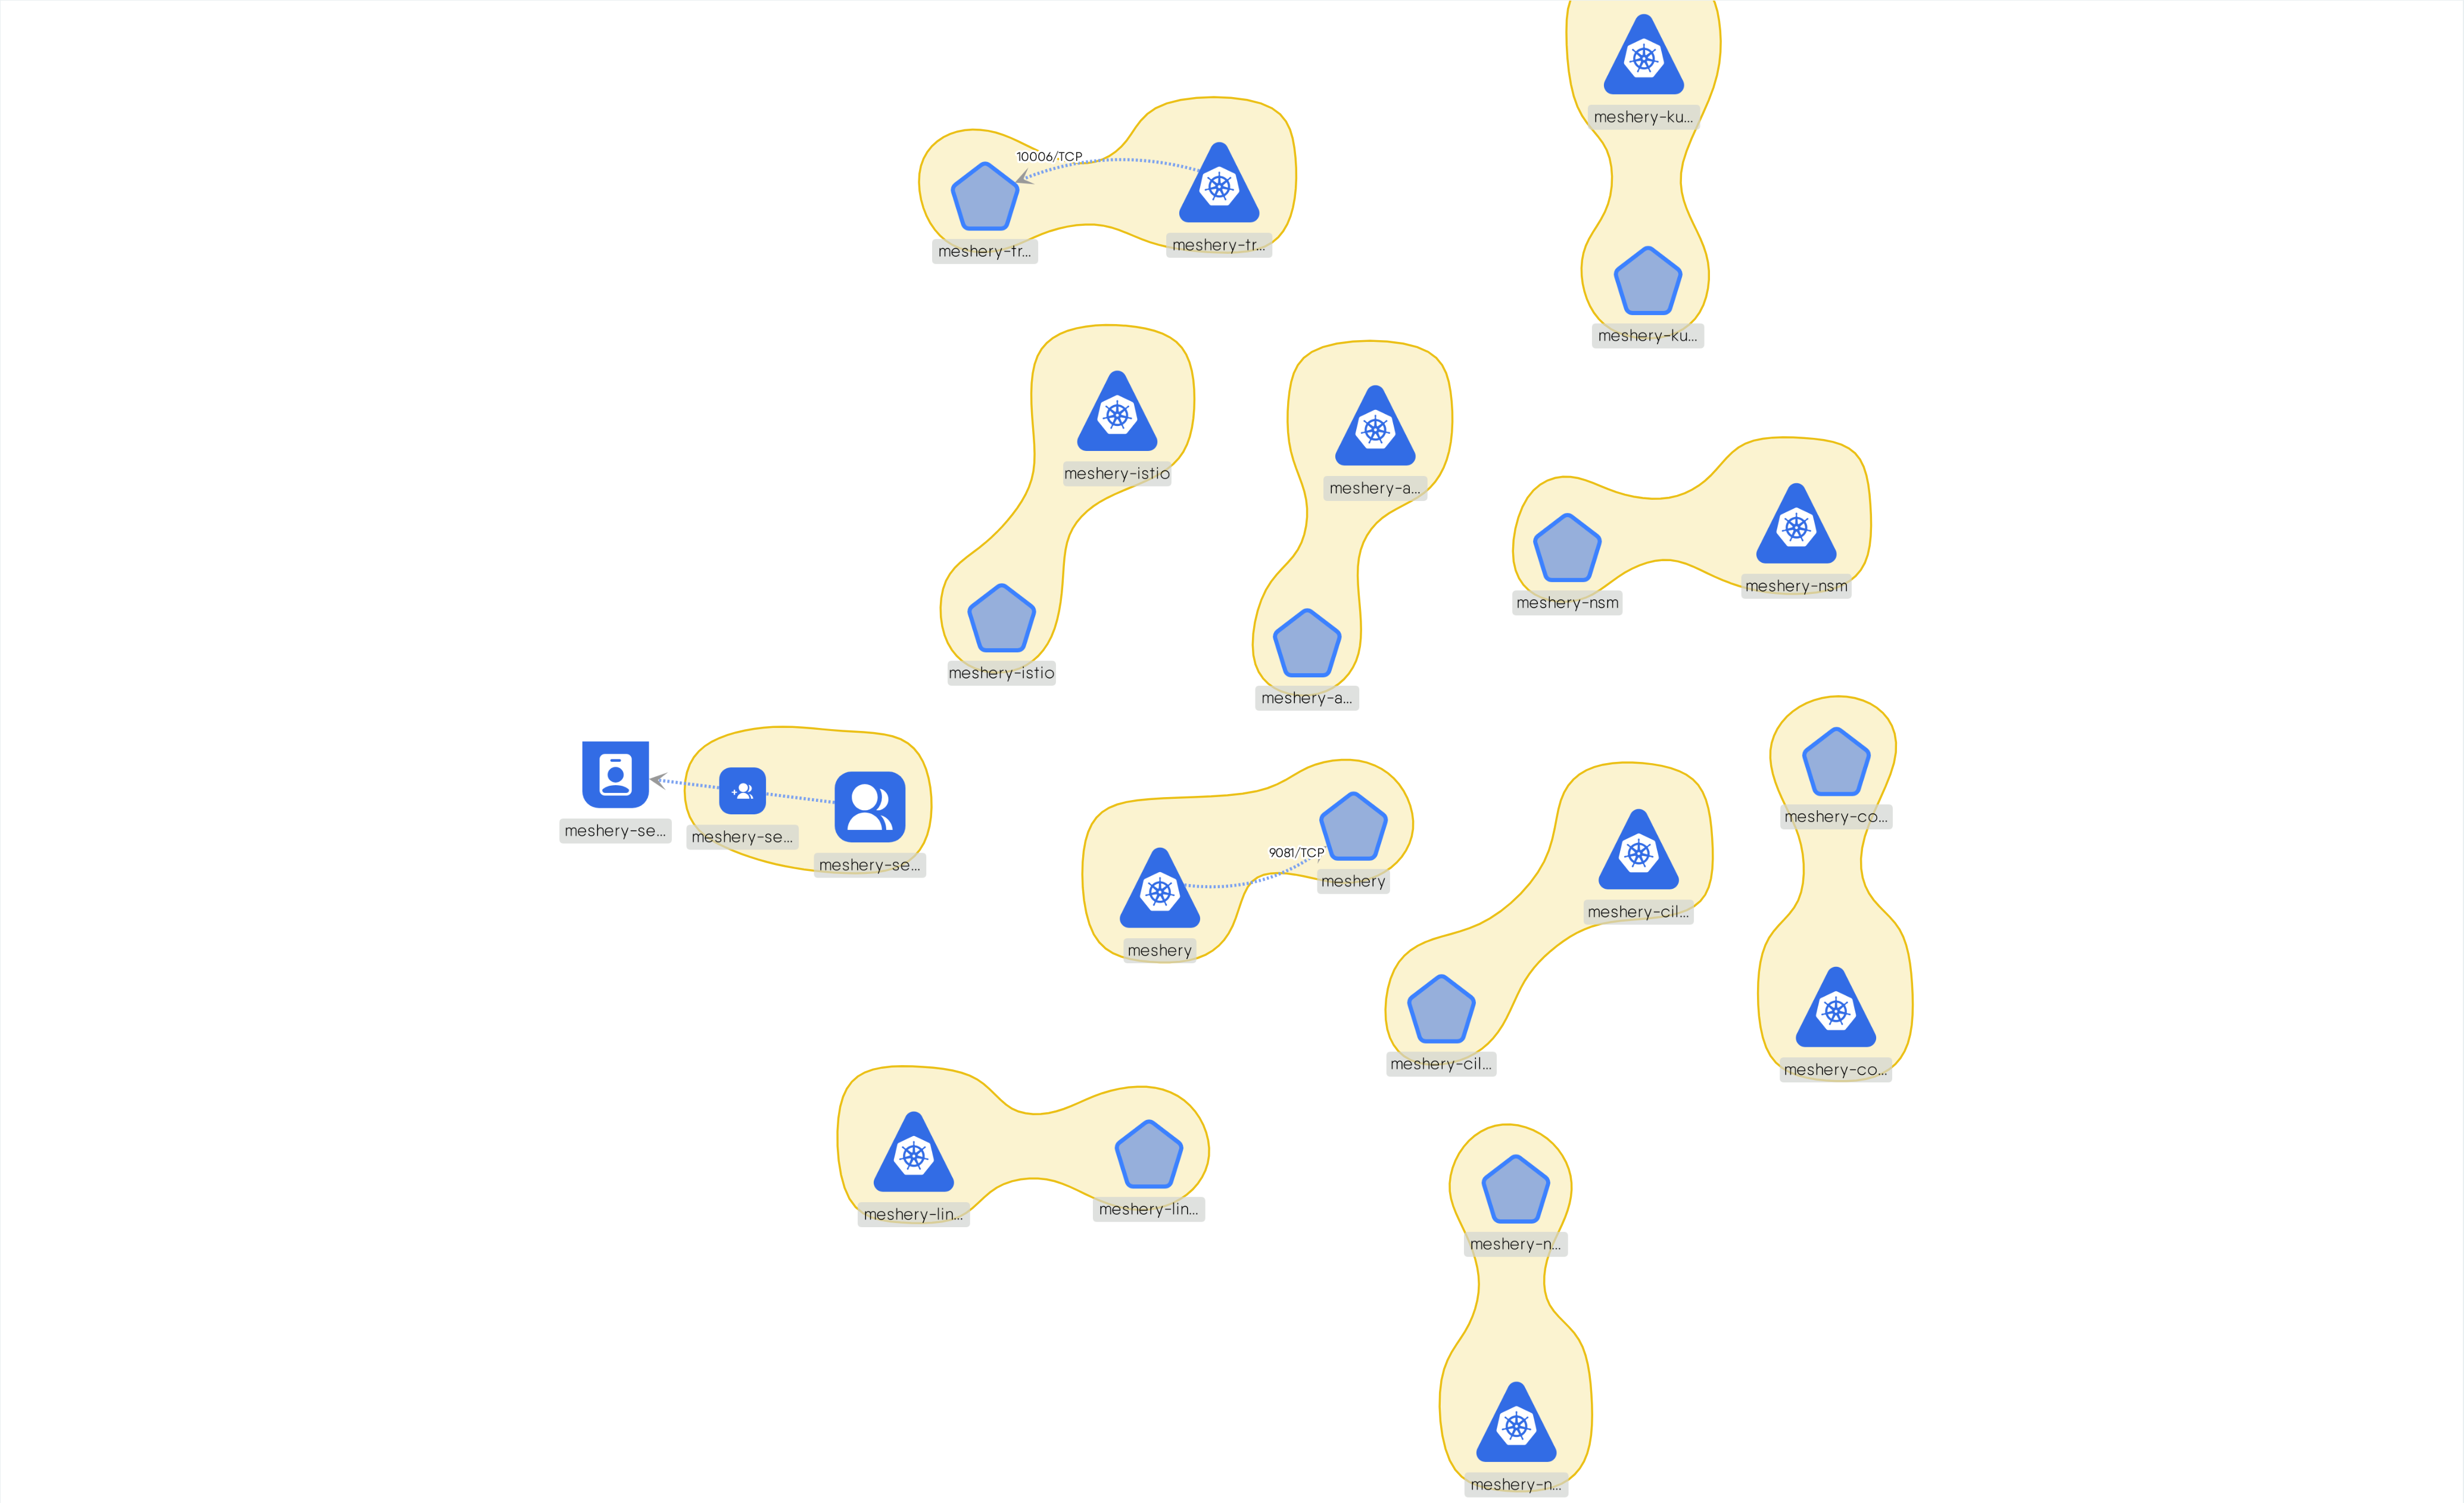 meshery-ku...
10006/TCP
meshery-tr...
meshery-tr...
meshery-ku...
meshery-istio
meshery-a...
meshery-nsm
meshery-nsm
meshery-istio
meshery-a...
meshery-se...
meshery-se...
meshery-se...
meshery-co...
9081/TCP
meshery
meshery
meshery-cil...
meshery-cil...
meshery-co...
meshery-lin...
meshery-lin...
meshery-n...
meshery-n...